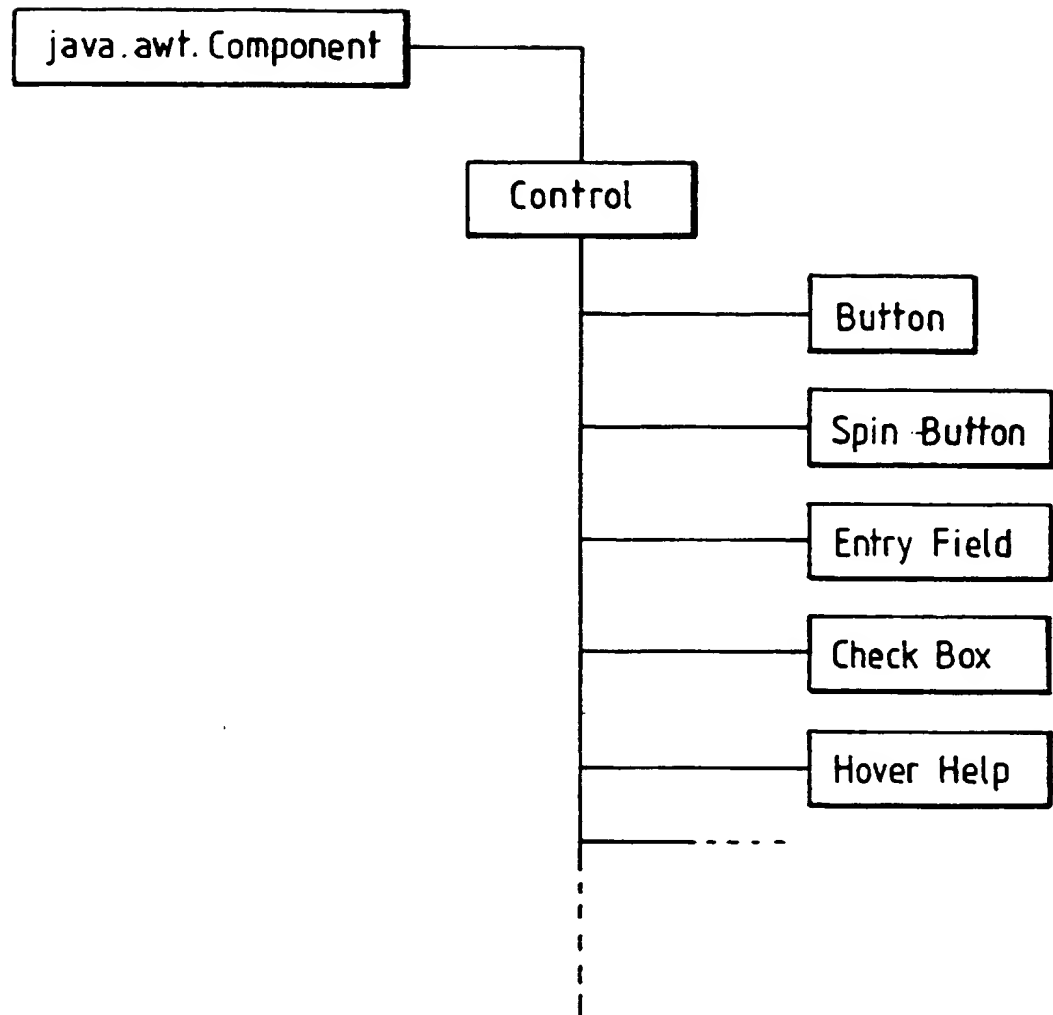 java.awt.Component
Control
Button
Spin Button
Entry Field
Check Box
Hover Help